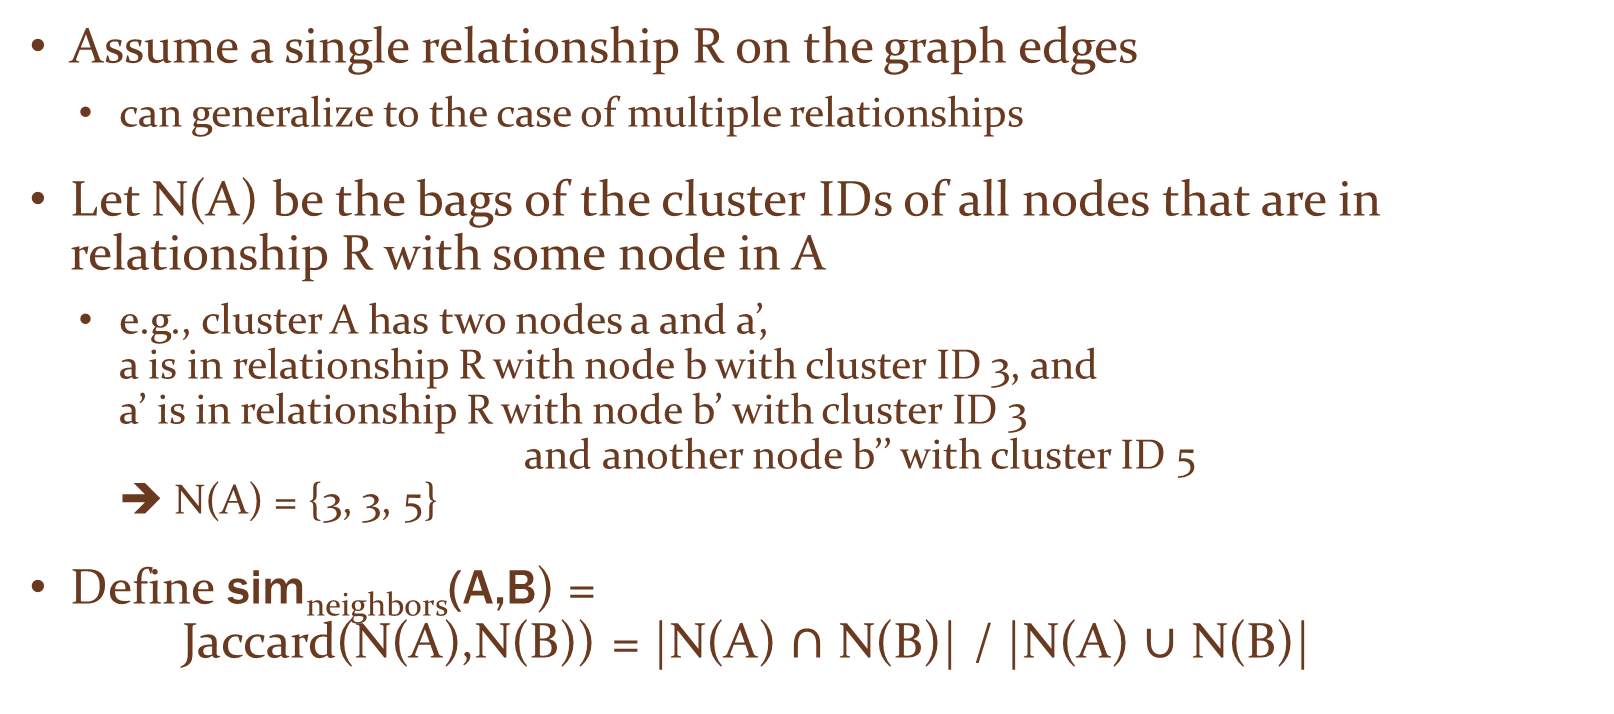 • Assume a single relationship R on the graph edges
• can generalize to the case of multiple relationships
• Let N(A) be the bags of the cluster IDs of all nodes that are in
relationship R with some node in A
• e.g., cluster A has two nodes a and a’,
a is in relationship R with node b with cluster ID 3, and
a’ is in relationship R with node b’ with cluster ID 3
and another node b’’ with cluster ID 5
➔ N(A) = {3, 3, 5}
• Define sim neighbors(A,B) =
Jaccard(N(A),N(B)) = |N(A) ∩ N(B)| / |N(A) ∪ N(B)|